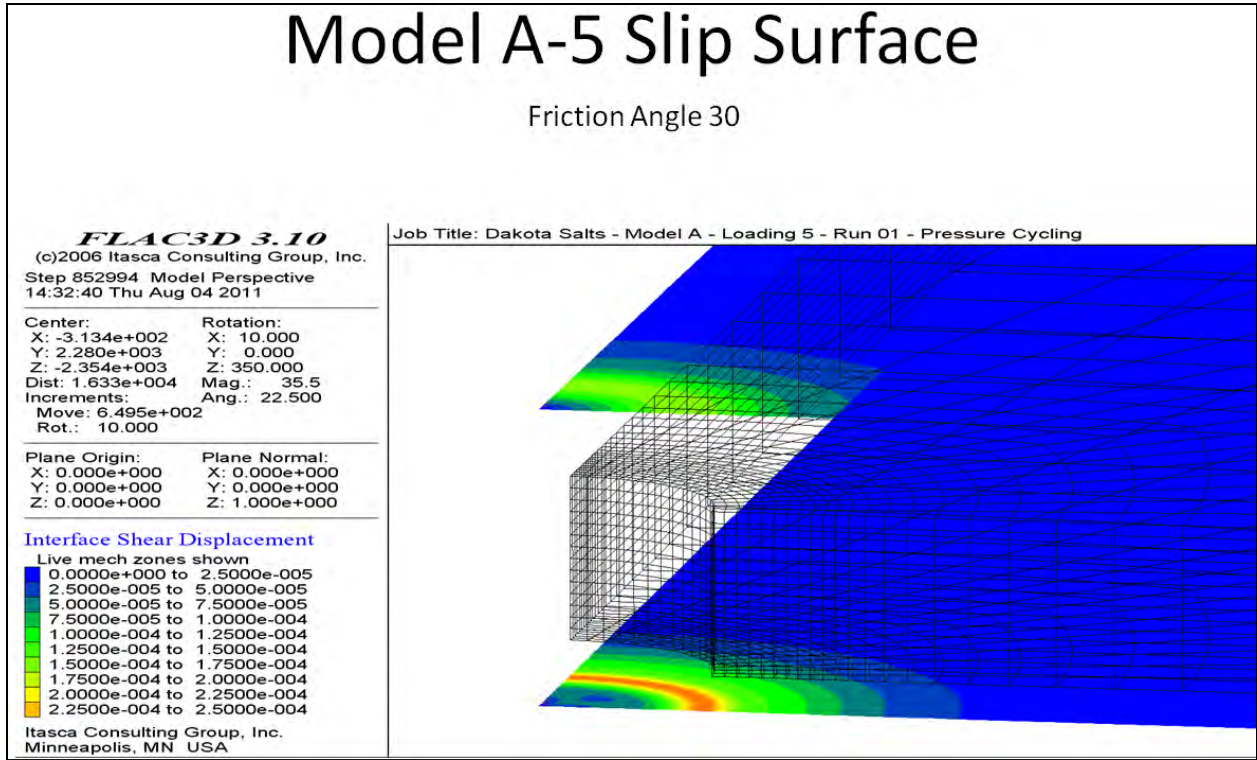 Model A-5 Slip Surface
Friction Angle 30
FLAC3D 3.10
(c)2006 Itasca Consulting Group, Inc.
Step 852994 Model Perspective
14:32:40 Thu Aug 04 2011
Center: Rotation:
X: -3.134e+002 X: 10.000
Y: 2.280e+003 Y: 0.000
Z: -2.354e+003 Z: 350.000
Dist: 1.633e+004 Mag.: 35.5
Increments: Ang.: 22.500
Move: 6.495e+002
Rot.: 10.000
Plane Origin: Plane Normal:
X: 0.000e+000 X: 0.000e+000
Y: 0.000e+000 Y: 0.000e+000
Z: 0.000e+000 Z: 1.000e+000
Interface Shear Displacement
Live mech zones shown
0.0000e+000 to 2.5000e-005
2.5000e-005 to 5.0000e-005
5.0000e-005 to 7.5000e-005
7.5000e-005 to 1.0000e-004
1.0000e-004 to 1.2500e-004
1.2500e-004 to 1.5000e-004
1.5000e-004 to 1.7500e-004
1.7500e-004 to 2.0000e-004
2.0000e-004 to 2.2500e-004
2.2500e-004 to 2.5000e-004
Itasca Consulting Group, Inc.
Minneapolis, MN USA
Job Title: Dakota Salts - Model A - Loading 5 - Run 01 - Pressure Cycling